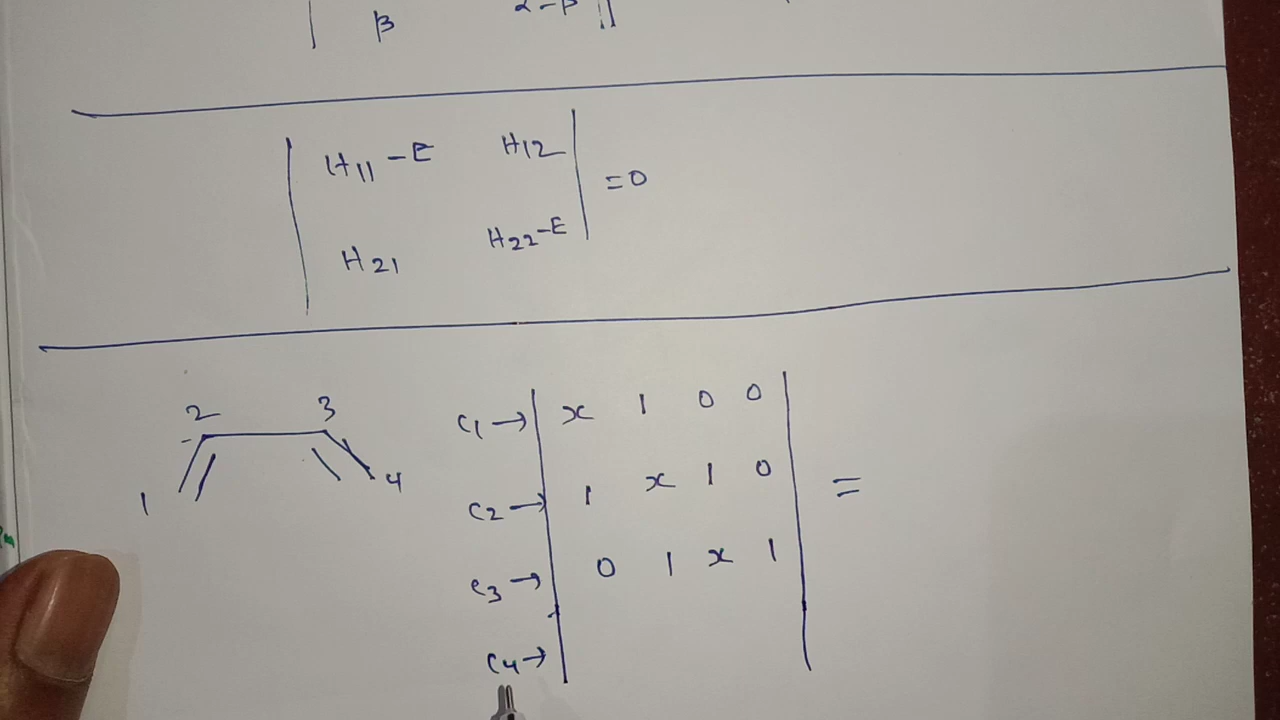 β α-β
H11-E H12
=0
H21 H22-E
2 3
1 4
C1→ x 1 0 0
C2→ 1 x 1 0 =
C3→ 0 1 x 1
C4→